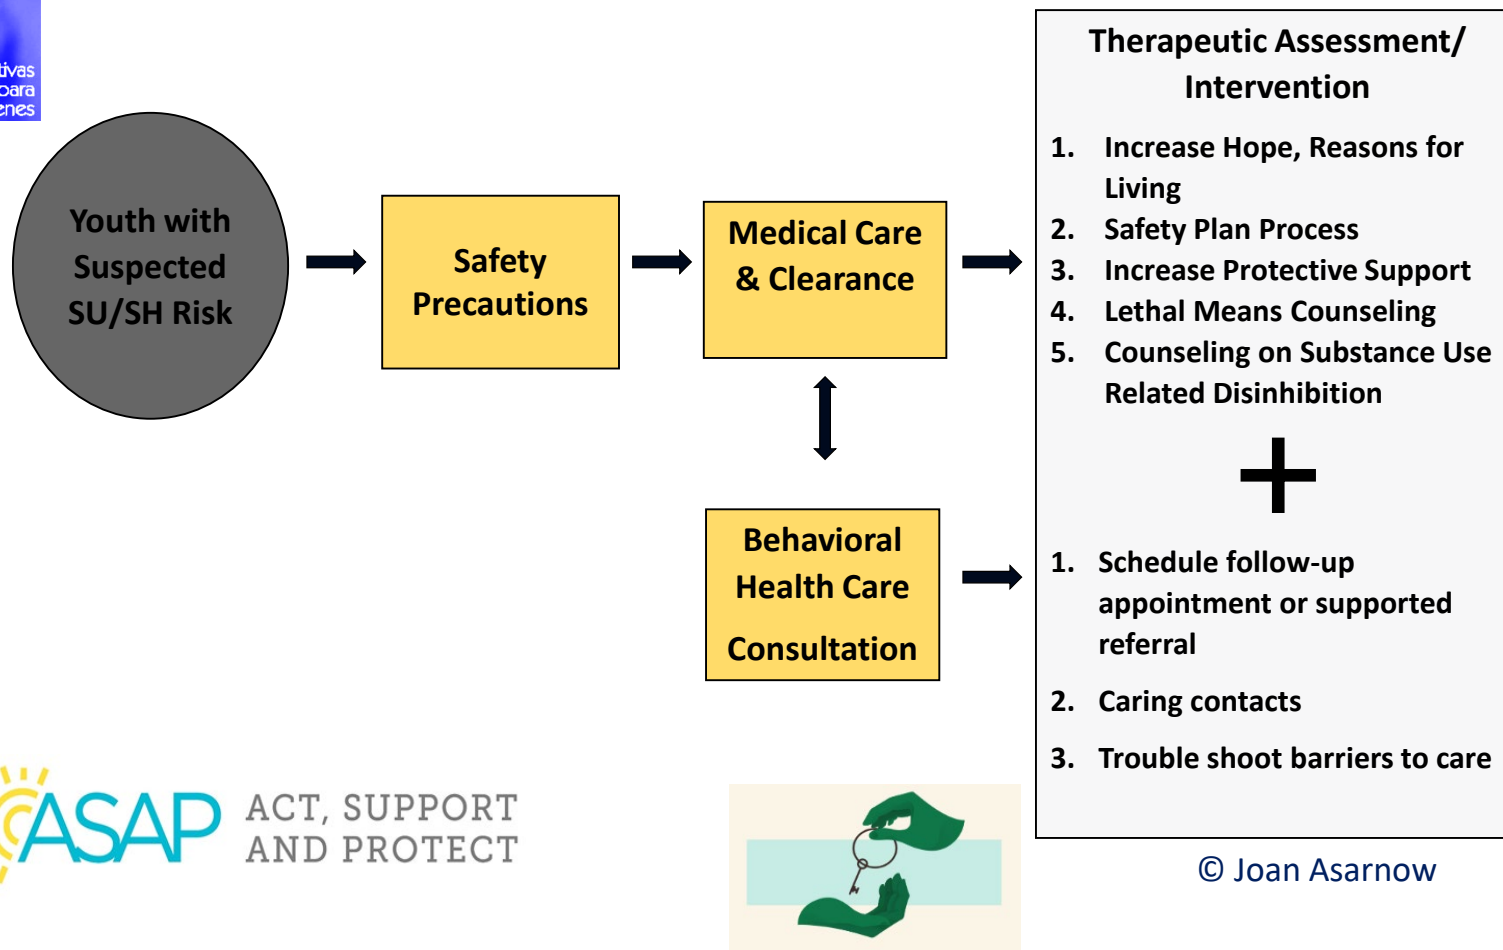 Youth with
Suspected
SU/SH Risk
Safety
Precautions
Medical Care
& Clearance
Behavioral
Health Care
Consultation
Therapeutic Assessment/
Intervention
1. Increase Hope, Reasons for
Living
2. Safety Plan Process
3. Increase Protective Support
4. Lethal Means Counseling
5. Counseling on Substance Use
Related Disinhibition
+
1. Schedule follow-up
appointment or supported
referral
2. Caring contacts
3. Trouble shoot barriers to care
ASAP
ACT, SUPPORT
AND PROTECT
© Joan Asarnow